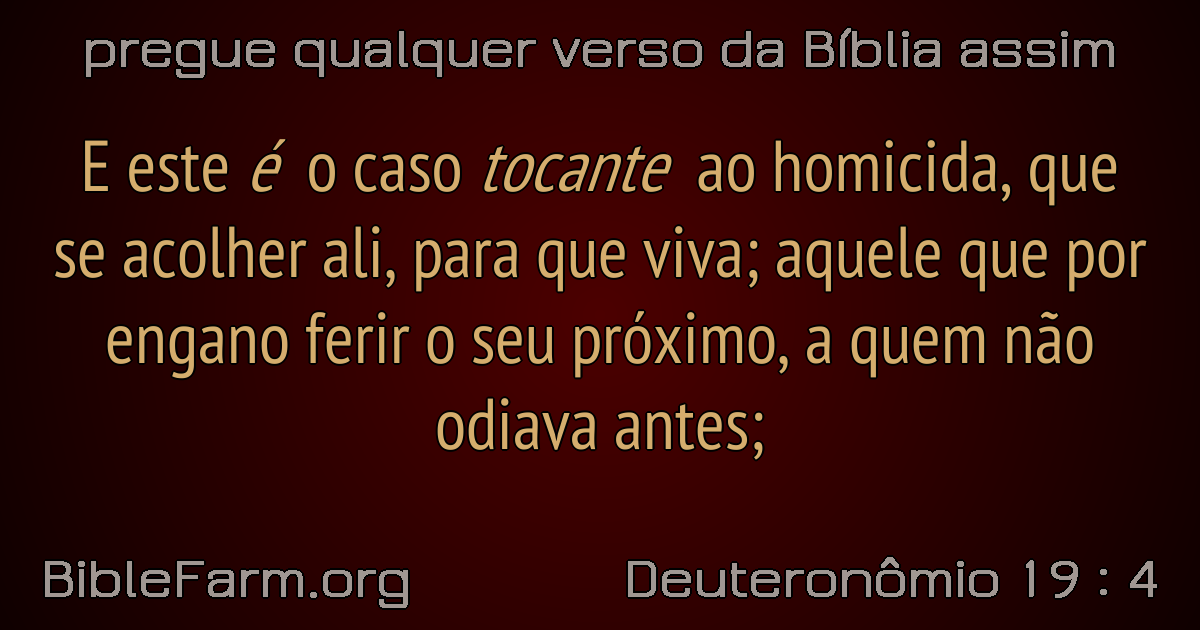 pregue qualquer verso da Bíblia assim
E este é o caso tocante ao homicida, que
se acolher ali, para que viva; aquele que por
engano ferir o seu próximo, a quem não
odiava antes;
BibleFarm.org
Deuteronômio 19 : 4